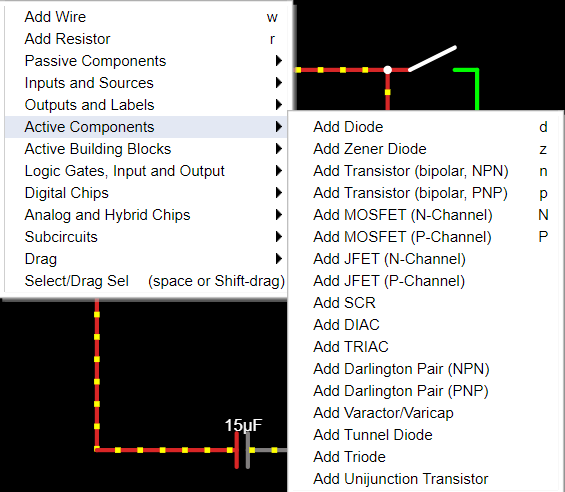 Add Wire w
Add Resistor r
Passive Components
Inputs and Sources
Outputs and Labels
Active Components
Active Building Blocks
Logic Gates, Input and Output
Digital Chips
Analog and Hybrid Chips
Subcircuits
Drag
Select/Drag Sel (space or Shift-drag)
Add Diode d
Add Zener Diode z
Add Transistor (bipolar, NPN) n
Add Transistor (bipolar, PNP) p
Add MOSFET (N-Channel) N
Add MOSFET (P-Channel) P
Add JFET (N-Channel)
Add JFET (P-Channel)
Add SCR
Add DIAC
Add TRIAC
Add Darlington Pair (NPN)
Add Darlington Pair (PNP)
Add Varactor/Varicap
Add Tunnel Diode
Add Triode
Add Unijunction Transistor
15μF